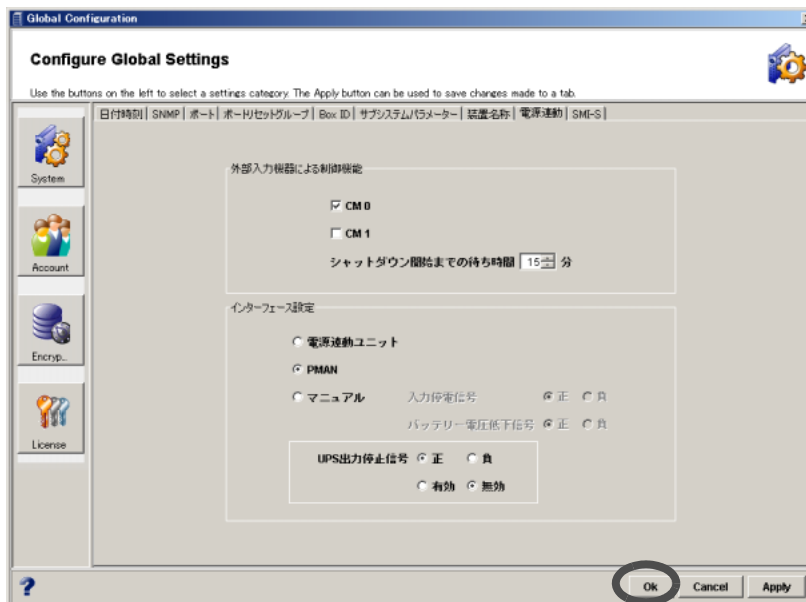 Global Configuration
Configure Global Settings
Use the buttons on the left to select a settings category. The Apply button can be used to save changes made to a tab.
日付時刻 SNMP ポート ポートリセットグループ Box ID サブシステムパラメーター 装置名称 電源連動 SMI-S
System
Account
Encryp...
License
外部入力機器による制御機能
CM 0
CM 1
シャットダウン開始までの待ち時間 15 分
インターフェース設定
電源連動ユニット
PMAN
マニュアル 入力停電信号 正 負
バッテリー電圧低下信号 正 負
UPS出力停止信号 正 負
有効 無効
? Ok Cancel Apply